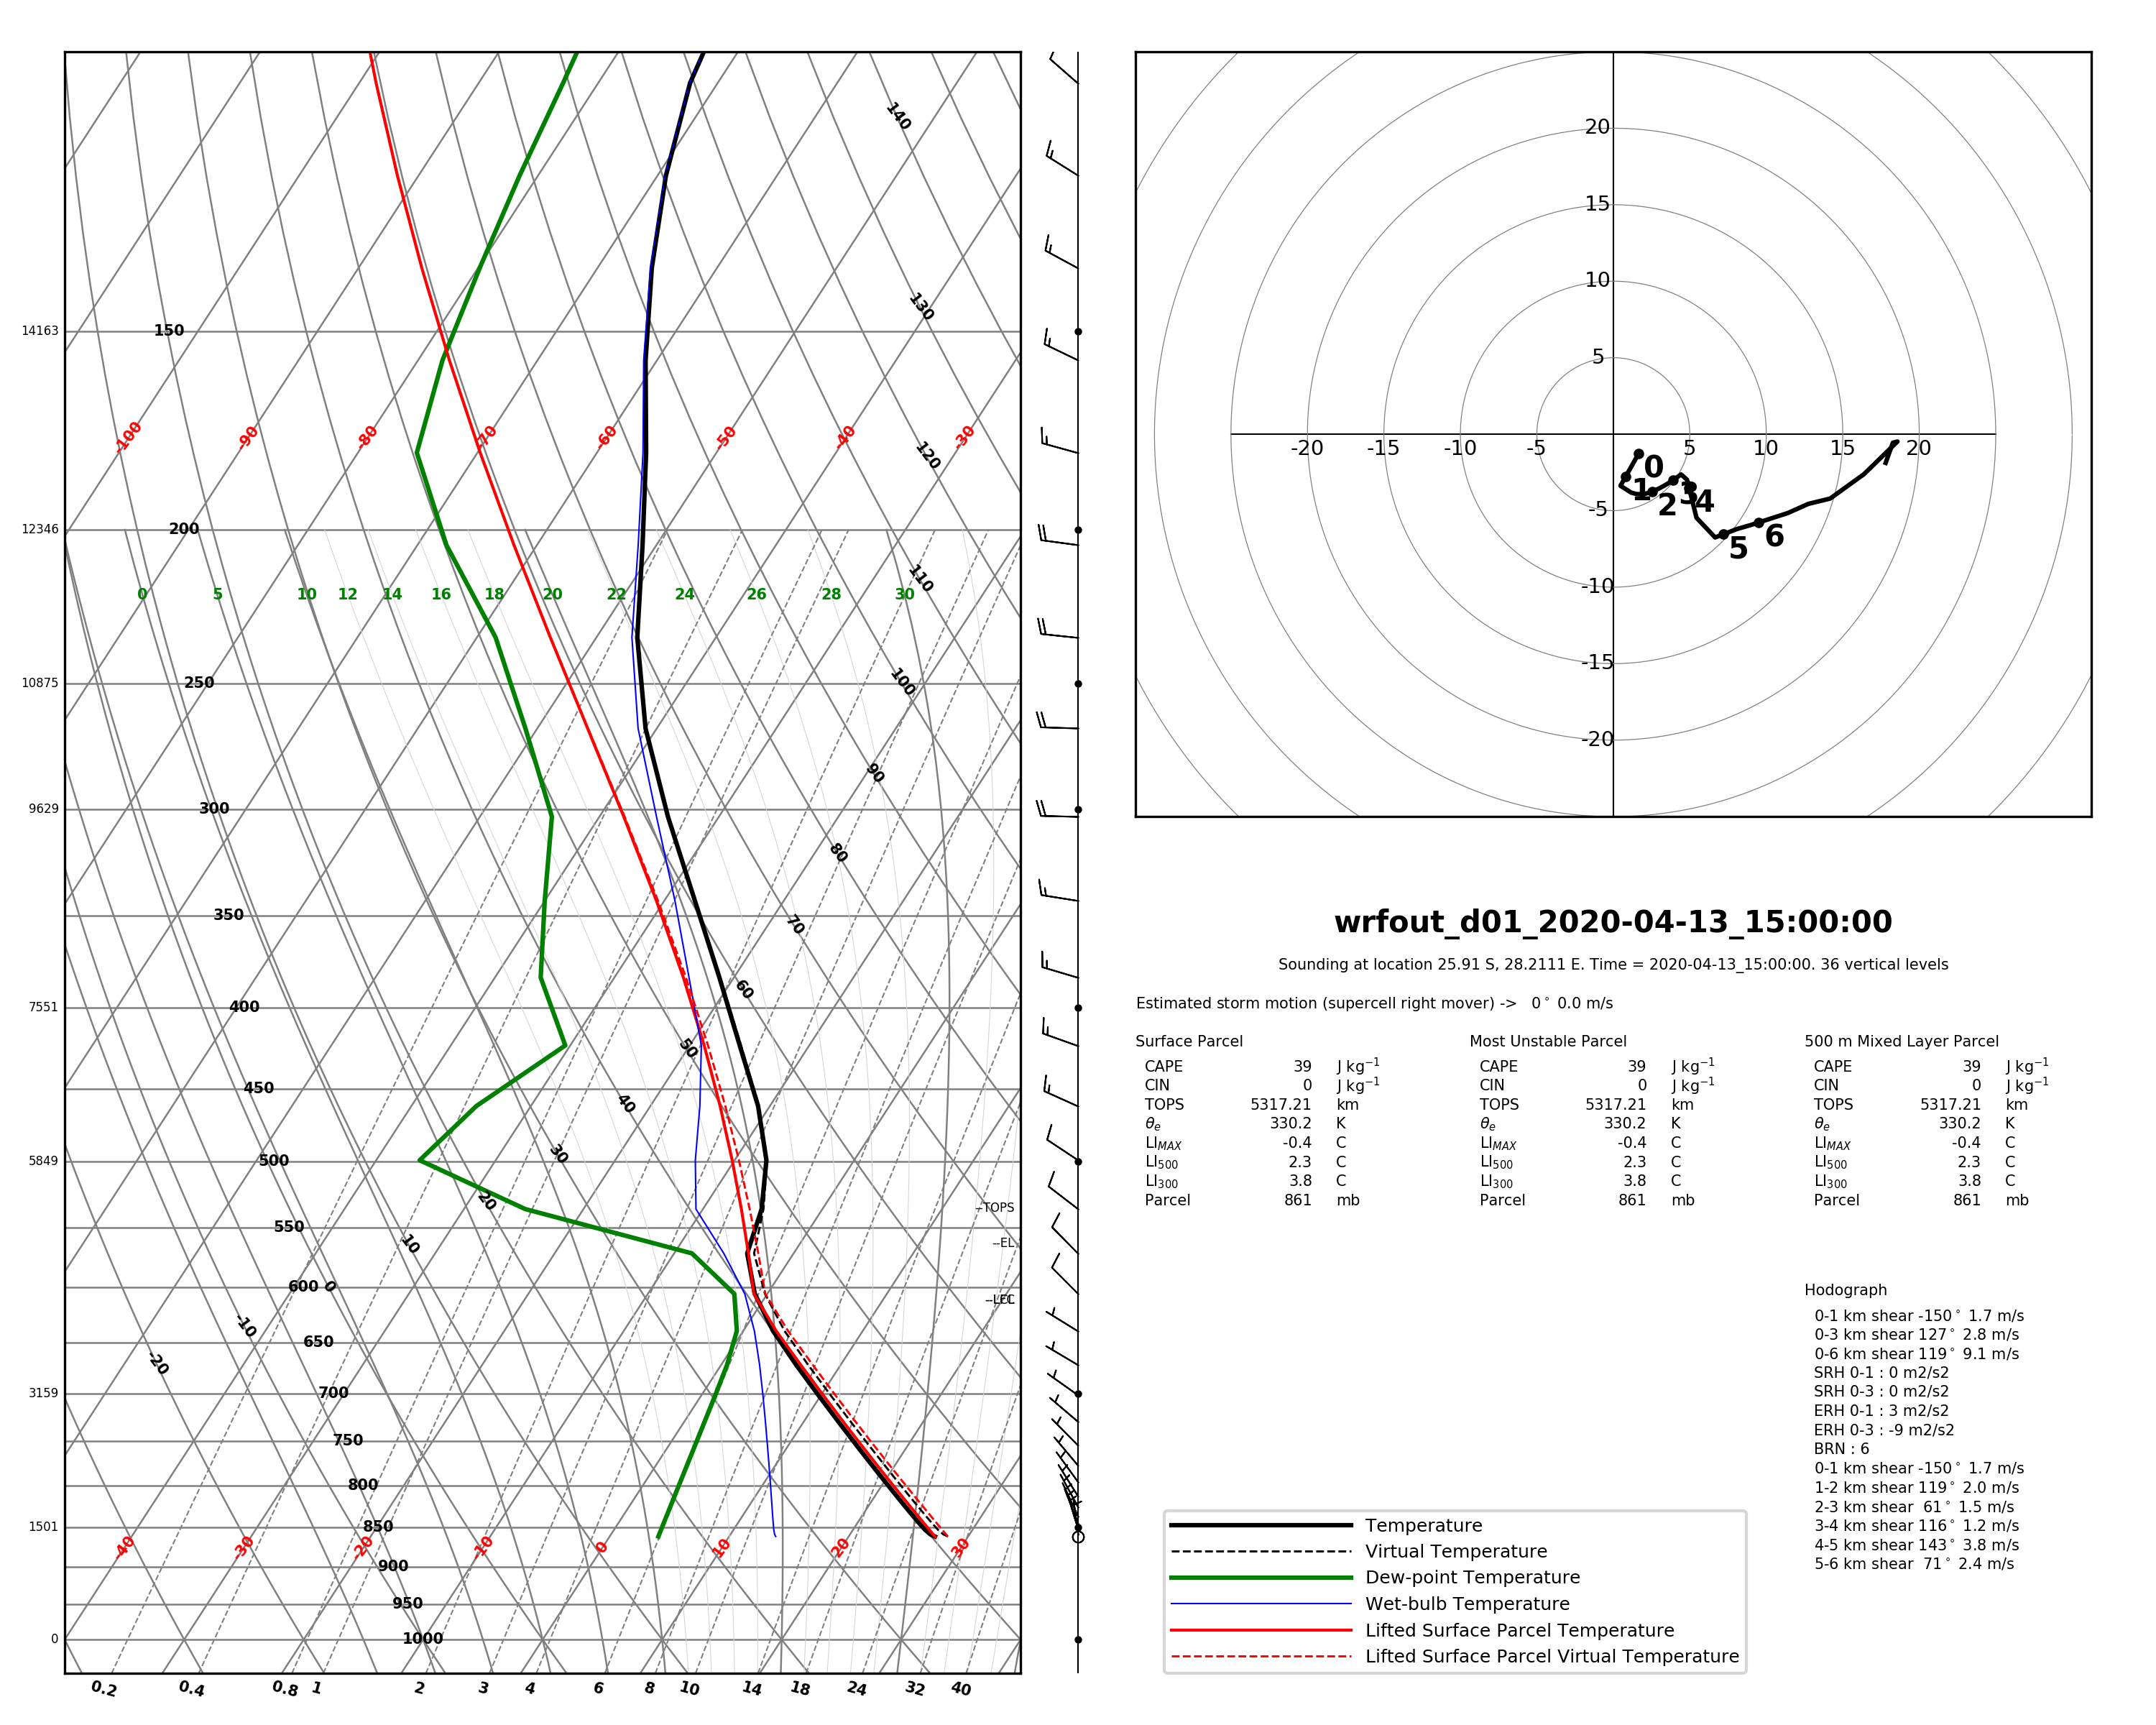 140
130
120
110
100
90
80
70
60
50
40
30
20
10
0
-10
-20
14163 150
-100 -90 -80 -70 -60 -50 -40 -30
12346 200
0 5 10 12 14 16 18 20 22 24 26 28 30
10875 250
9629 300
350
7551 400
450
5849 500
--TOPS
550
--EL
600
650
3159 700
750
800
1501 850
-40 -30 -20 -10 0 10 20 30
900
950
0 1000
0.2 0.4 0.8 1 2 3 4 6 8 10 14 18 24 32 40
20
15
10
5
-20 -15 -10 -5 5 10 15 20
-5
-10
-15
-20
0 1 2 3 4 5 6
wrfout_d01_2020-04-13_15:00:00
Sounding at location 25.91 S, 28.2111 E. Time = 2020-04-13_15:00:00. 36 vertical levels
Estimated storm motion (supercell right mover) -> 0° 0.0 m/s
Surface Parcel Most Unstable Parcel 500 m Mixed Layer Parcel
CAPE 39 J kg⁻¹ CAPE 39 J kg⁻¹ CAPE 39 J kg⁻¹
CIN 0 J kg⁻¹ CIN 0 J kg⁻¹ CIN 0 J kg⁻¹
TOPS 5317.21 km TOPS 5317.21 km TOPS 5317.21 km
θe 330.2 K θe 330.2 K θe 330.2 K
LIMAX -0.4 C LIMAX -0.4 C LIMAX -0.4 C
LI500 2.3 C LI500 2.3 C LI500 2.3 C
LI300 3.8 C LI300 3.8 C LI300 3.8 C
Parcel 861 mb Parcel 861 mb Parcel 861 mb
Hodograph
0-1 km shear -150° 1.7 m/s
0-3 km shear 127° 2.8 m/s
0-6 km shear 119° 9.1 m/s
SRH 0-1 : 0 m2/s2
SRH 0-3 : 0 m2/s2
ERH 0-1 : 3 m2/s2
ERH 0-3 : -9 m2/s2
BRN : 6
0-1 km shear -150° 1.7 m/s
1-2 km shear 119° 2.0 m/s
2-3 km shear 61° 1.5 m/s
3-4 km shear 116° 1.2 m/s
4-5 km shear 143° 3.8 m/s
5-6 km shear 71° 2.4 m/s
Temperature
Virtual Temperature
Dew-point Temperature
Wet-bulb Temperature
Lifted Surface Parcel Temperature
Lifted Surface Parcel Virtual Temperature